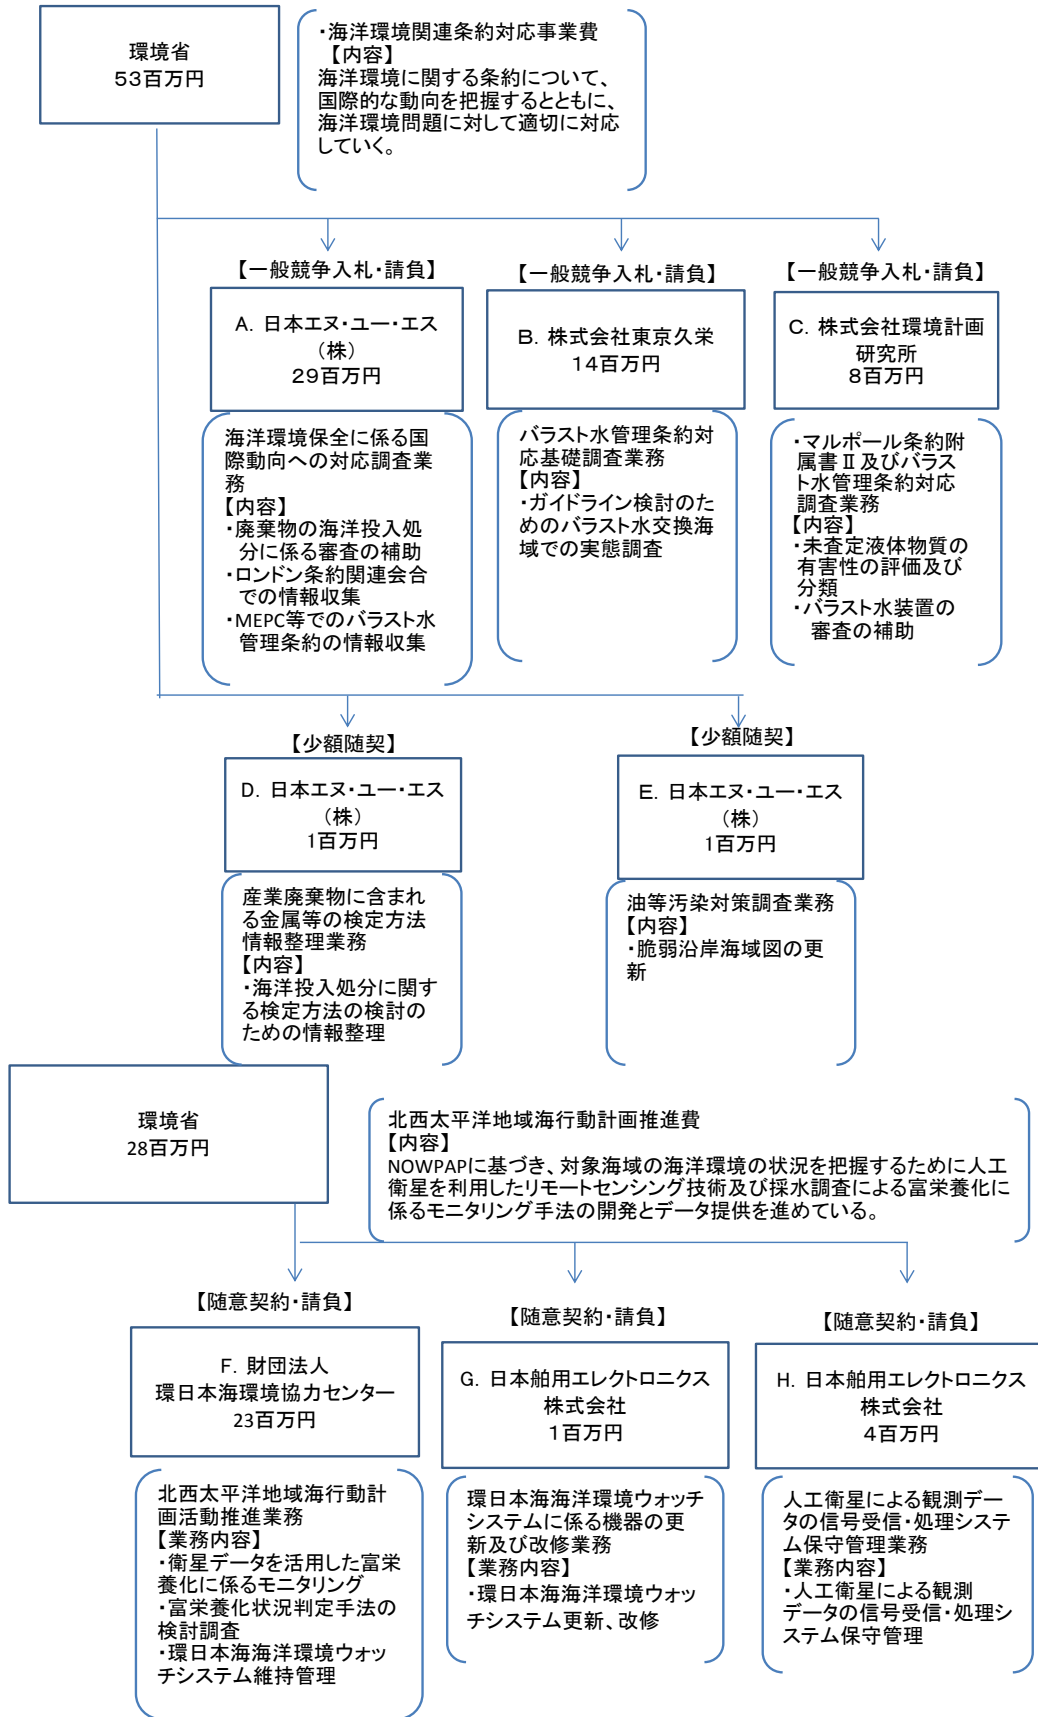 環境省
53百万円
・海洋環境関連条約対応事業費
【内容】
海洋環境に関する条約について、
国際的な動向を把握するとともに、
海洋環境問題に対して適切に対応
していく。
【一般競争入札・請負】
A. 日本エヌ・ユー・エス
（株）
29百万円
海洋環境保全に係る国
際動向への対応調査業
務
【内容】
・廃棄物の海洋投入処
分に係る審査の補助
・ロンドン条約関連会合
での情報収集
・MEPC等でのバラスト水
管理条約の情報収集
【一般競争入札・請負】
B. 株式会社東京久栄
14百万円
バラスト水管理条約対
応基礎調査業務
【内容】
・ガイドライン検討のた
めのバラスト水交換海
域での実態調査
【一般競争入札・請負】
C. 株式会社環境計画
研究所
8百万円
・マルポール条約附
属書Ⅱ及びバラス
ト水管理条約対応
調査業務
【内容】
・未査定液体物質の
有害性の評価及び
分類
・バラスト水装置の
審査の補助
【少額随契】
D. 日本エヌ・ユー・エス
（株）
1百万円
産業廃棄物に含まれ
る金属等の検定方法
情報整理業務
【内容】
・海洋投入処分に関す
る検定方法の検討の
ための情報整理
【少額随契】
E. 日本エヌ・ユー・エス
（株）
1百万円
油等汚染対策調査業務
【内容】
・脆弱沿岸海域図の更
新
環境省
28百万円
北西太平洋地域海行動計画推進費
【内容】
NOWPAPに基づき、対象海域の海洋環境の状況を把握するために人工
衛星を利用したリモートセンシング技術及び採水調査による富栄養化に
係るモニタリング手法の開発とデータ提供を進めている。
【随意契約・請負】
F. 財団法人
環日本海環境協力センター
23百万円
北西太平洋地域海行動計
画活動推進業務
【業務内容】
・衛星データを活用した富栄
養化に係るモニタリング
・富栄養化状況判定手法の
検討調査
・環日本海海洋環境ウォッ
チシステム維持管理
【随意契約・請負】
G. 日本舶用エレクトロニクス
株式会社
1百万円
環日本海海洋環境ウォッチ
システムに係る機器の更
新及び改修業務
【業務内容】
・環日本海海洋環境ウォッ
チシステム更新、改修
【随意契約・請負】
H. 日本舶用エレクトロニクス
株式会社
4百万円
人工衛星による観測デー
タの信号受信・処理システ
ム保守管理業務
【業務内容】
・人工衛星による観測
データの信号受信・処理シ
ステム保守管理